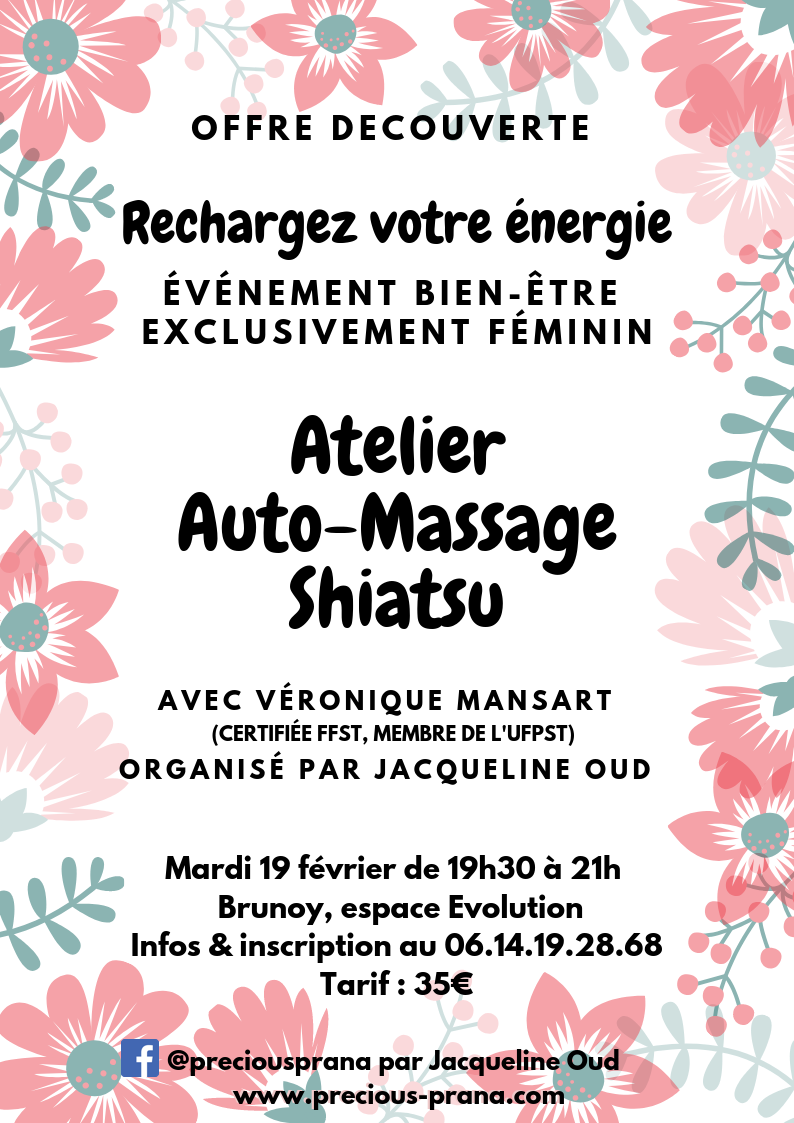 OFFRE DECOUVERTE
Rechargez votre énergie
ÉVÉNEMENT BIEN-ÊTRE
EXCLUSIVEMENT FÉMININ
Atelier
Auto-Massage
Shiatsu
AVEC VÉRONIQUE MANSART
(CERTIFIÉE FFST, MEMBRE DE L'UFPST)
ORGANISÉ PAR JACQUELINE OUD
Mardi 19 février de 19h30 à 21h
Brunoy, espace Evolution
Infos & inscription au 06.14.19.28.68
Tarif : 35€
@preciousprana par Jacqueline Oud
www.precious-prana.com